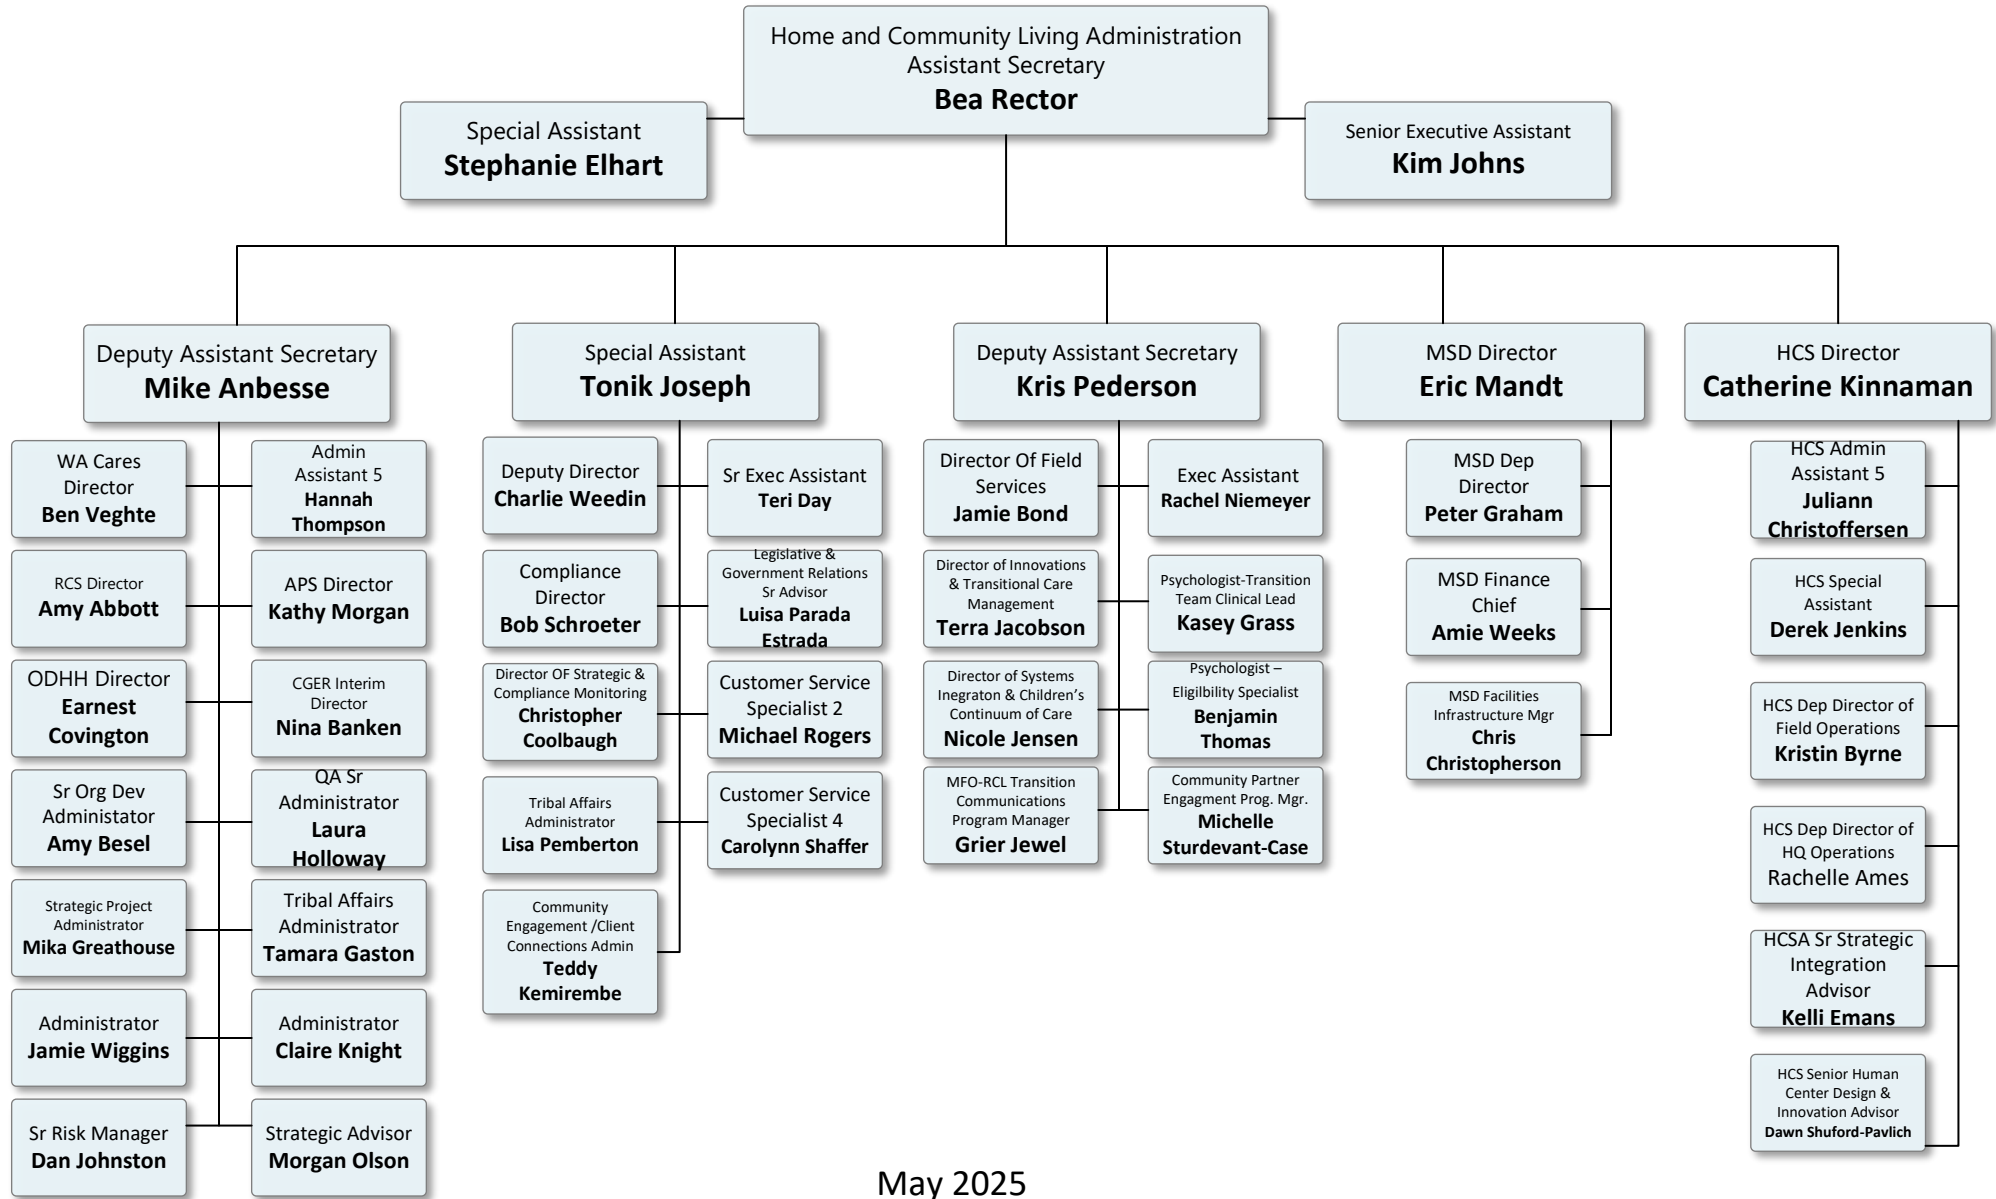 Home and Community Living Administration
Assistant Secretary
Bea Rector
Special Assistant
Stephanie Elhart
Senior Executive Assistant
Kim Johns
Deputy Assistant Secretary
Mike Anbesse
WA Cares
Director
Ben Veghte
Admin
Assistant 5
Hannah
Thompson
RCS Director
Amy Abbott
APS Director
Kathy Morgan
ODHH Director
Earnest
Covington
CGER Interim
Director
Nina Banken
Sr Org Dev
Administator
Amy Besel
QA Sr
Administrator
Laura
Holloway
Strategic Project
Administrator
Mika Greathouse
Tribal Affairs
Administrator
Tamara Gaston
Administrator
Jamie Wiggins
Administrator
Claire Knight
Sr Risk Manager
Dan Johnston
Strategic Advisor
Morgan Olson
Special Assistant
Tonik Joseph
Deputy Director
Charlie Weedin
Sr Exec Assistant
Teri Day
Compliance
Director
Bob Schroeter
Legislative &
Government Relations
Sr Advisor
Luisa Parada
Estrada
Director OF Strategic &
Compliance Monitoring
Christopher
Coolbaugh
Customer Service
Specialist 2
Michael Rogers
Tribal Affairs
Administrator
Lisa Pemberton
Customer Service
Specialist 4
Carolynn Shaffer
Community
Engagement /Client
Connections Admin
Teddy
Kemirembe
Deputy Assistant Secretary
Kris Pederson
Director Of Field
Services
Jamie Bond
Exec Assistant
Rachel Niemeyer
Director of Innovations
& Transitional Care
Management
Terra Jacobson
Psychologist-Transition
Team Clinical Lead
Kasey Grass
Director of Systems
Inegraton & Children's
Continuum of Care
Nicole Jensen
Psychologist –
Eligilbility Specialist
Benjamin
Thomas
MFO-RCL Transition
Communications
Program Manager
Grier Jewel
Community Partner
Engagment Prog. Mgr.
Michelle
Sturdevant-Case
MSD Director
Eric Mandt
MSD Dep
Director
Peter Graham
MSD Finance
Chief
Amie Weeks
MSD Facilities
Infrastructure Mgr
Chris
Christopherson
HCS Director
Catherine Kinnaman
HCS Admin
Assistant 5
Juliann
Christoffersen
HCS Special
Assistant
Derek Jenkins
HCS Dep Director of
Field Operations
Kristin Byrne
HCS Dep Director of
HQ Operations
Rachelle Ames
HCSA Sr Strategic
Integration
Advisor
Kelli Emans
HCS Senior Human
Center Design &
Innovation Advisor
Dawn Shuford-Pavlich
May 2025